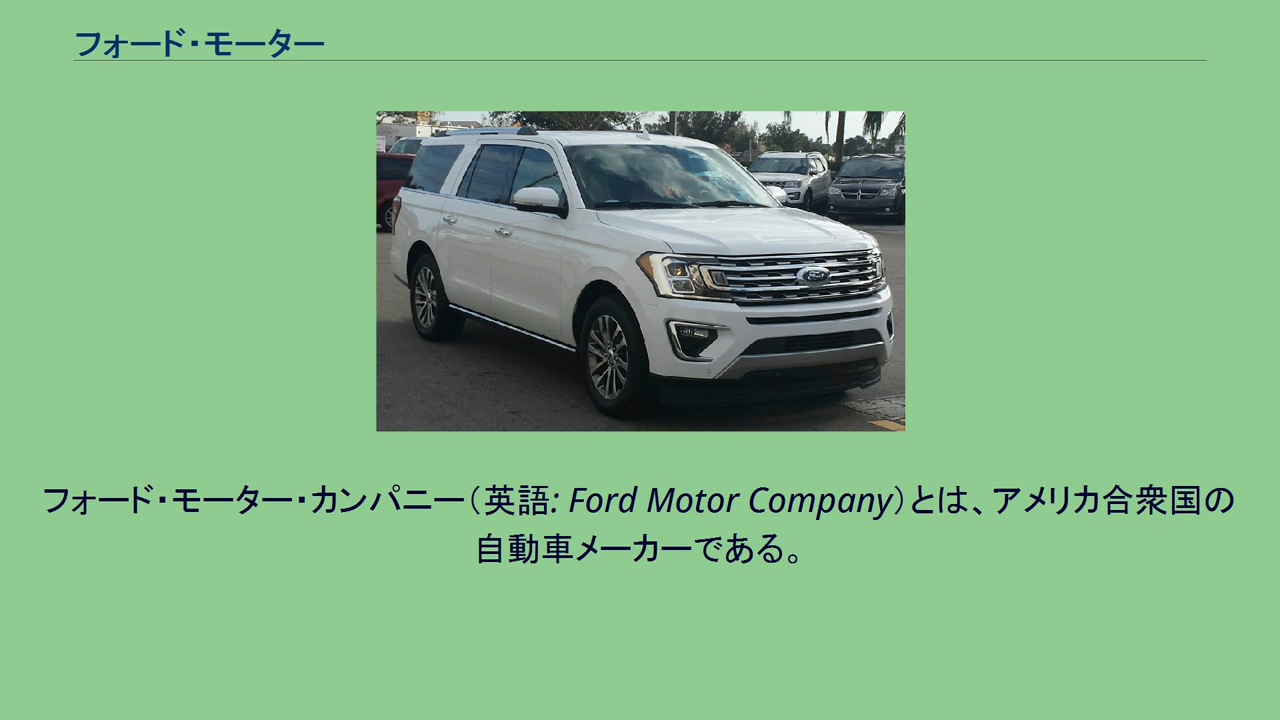 フォード・モーター
Ford
フォード・モーター・カンパニー（英語: Ford Motor Company）とは、アメリカ合衆国の
自動車メーカーである。